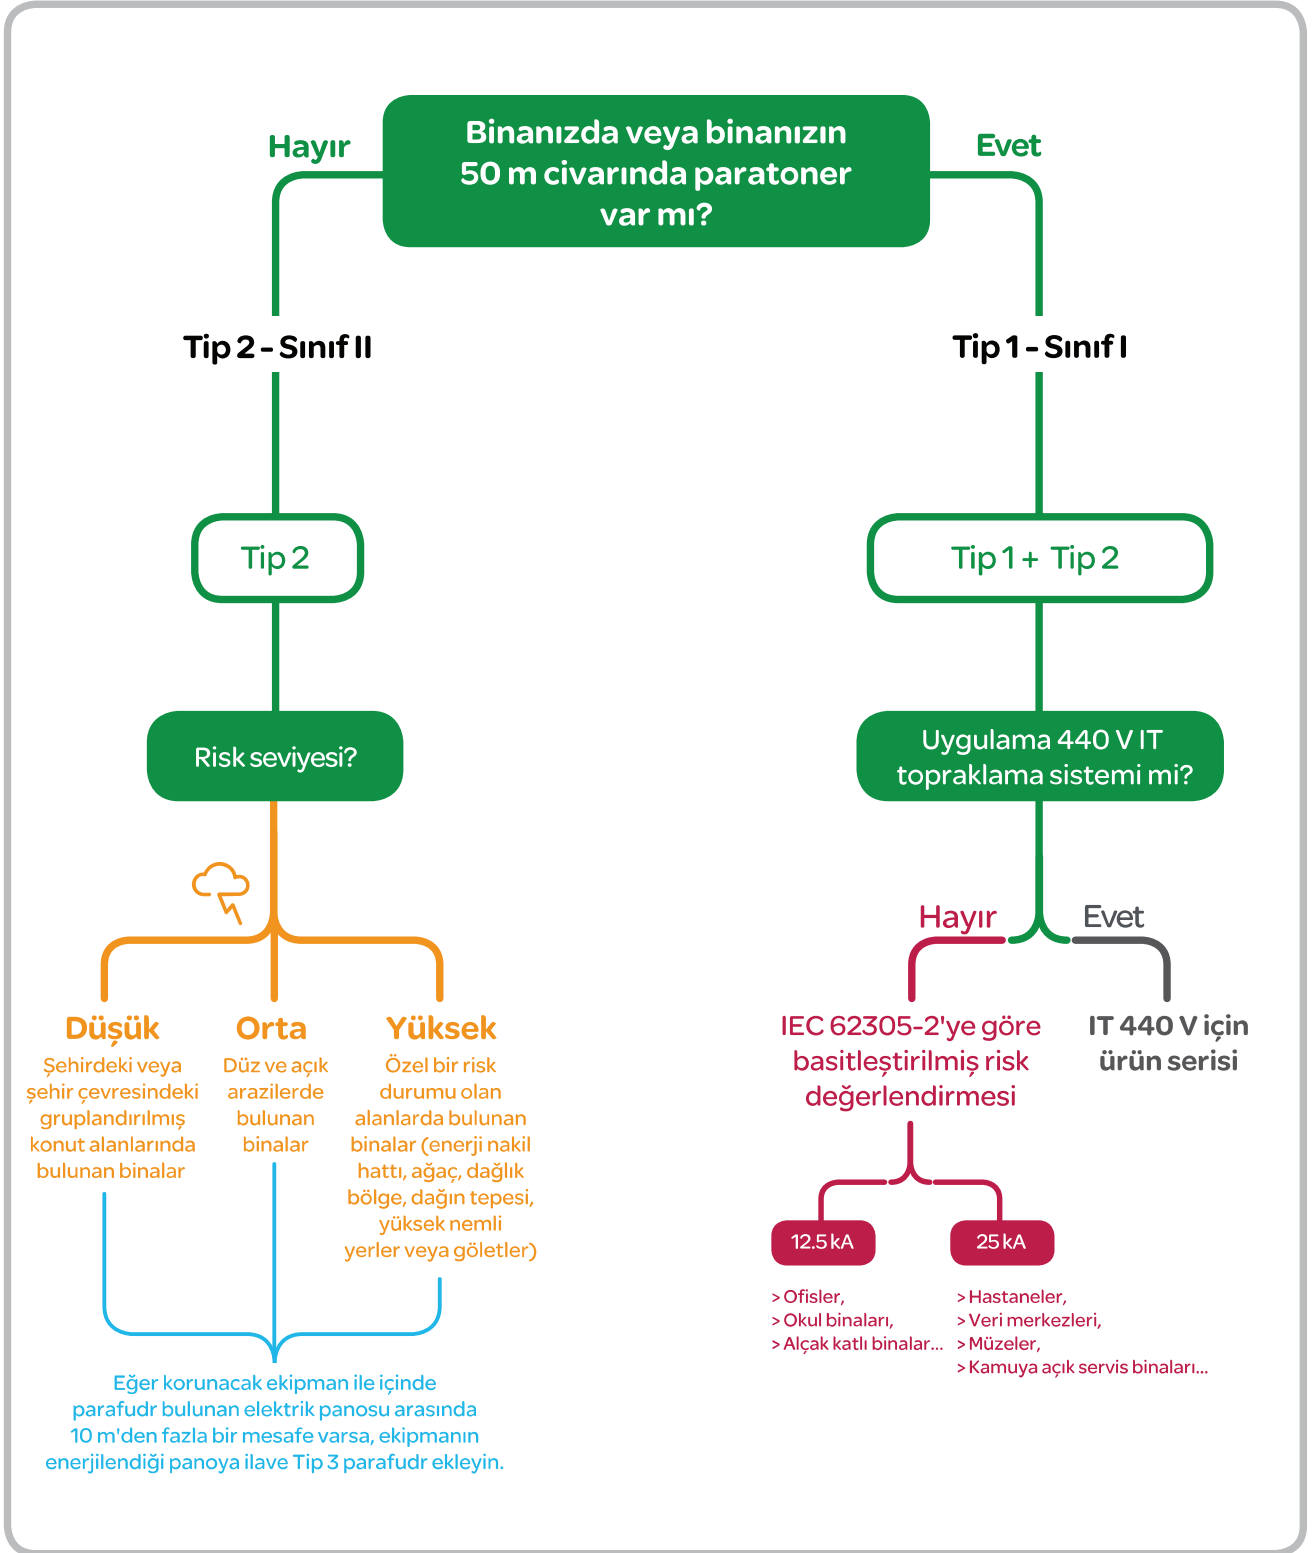 Binanızda veya binanızın
50 m civarında paratoner
var mı?
Hayır
Evet
Tip 2 - Sınıf II
Tip 1 - Sınıf I
Tip 2
Tip 1 + Tip 2
Risk seviyesi?
Uygulama 440 V IT
topraklama sistemi mi?
Hayır
Evet
Düşük
Şehirdeki veya
şehir çevresindeki
gruplandırılmış
konut alanlarında
bulunan binalar
Orta
Düz ve açık
arazilerde
bulunan
binalar
Yüksek
Özel bir risk
durumu olan
alanlarda bulunan
binalar (enerji nakil
hattı, ağaç, dağlık
bölge, dağın tepesi,
yüksek nemli
yerler veya göletler)
IEC 62305-2'ye göre
basitleştirilmiş risk
değerlendirmesi
IT 440 V için
ürün serisi
12.5 kA
25 kA
> Ofisler,
> Okul binaları,
> Alçak katlı binalar...
> Hastaneler,
> Veri merkezleri,
> Müzeler,
> Kamuya açık servis binaları...
Eğer korunacak ekipman ile içinde
parafudr bulunan elektrik panosu arasında
10 m'den fazla bir mesafe varsa, ekipmanın
enerjilendiği panoya ilave Tip 3 parafudr ekleyin.